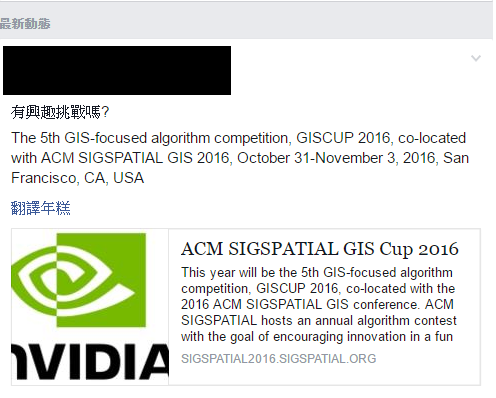 最新動態
有興趣挑戰嗎?
The 5th GIS-focused algorithm competition, GISCUP 2016, co-located
with ACM SIGSPATIAL GIS 2016, October 31-November 3, 2016, San
Francisco, CA, USA
翻譯年糕
NVIDIA
ACM SIGSPATIAL GIS Cup 2016
This year will be the 5th GIS-focused algorithm
competition, GISCUP 2016, co-located with the
2016 ACM SIGSPATIAL GIS conference. ACM
SIGSPATIAL hosts an annual algorithm contest
with the goal of encouraging innovation in a fun
SIGSPATIAL2016.SIGSPATIAL.ORG